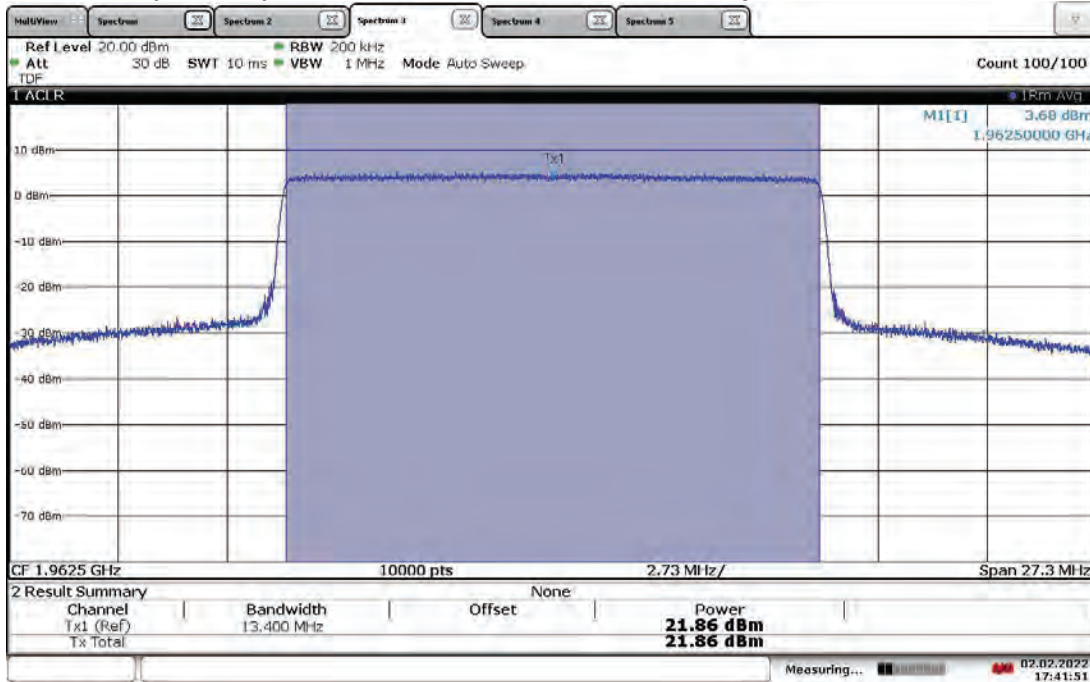 MultiView Spectrum Spectrum 2 Spectrum 3 Spectrum 4 Spectrum 5
Ref Level 20.00 dBm RBW 200 kHz
Att 30 dB SWT 10 ms VBW 1 MHz Mode Auto Sweep Count 100/100
TDF
1 ACLR 1Rm Avg
M1[1] 3.68 dBm
1.96250000 GHz
10 dBm
Tx1
0 dBm
-10 dBm
-20 dBm
-30 dBm
-40 dBm
-50 dBm
-60 dBm
-70 dBm
CF 1.9625 GHz 10000 pts 2.73 MHz/ Span 27.3 MHz
2 Result Summary None
Channel Bandwidth Offset Power
Tx1 (Ref) 13.400 MHz 21.86 dBm
Tx Total 21.86 dBm
Measuring... 02.02.2022
17:41:51